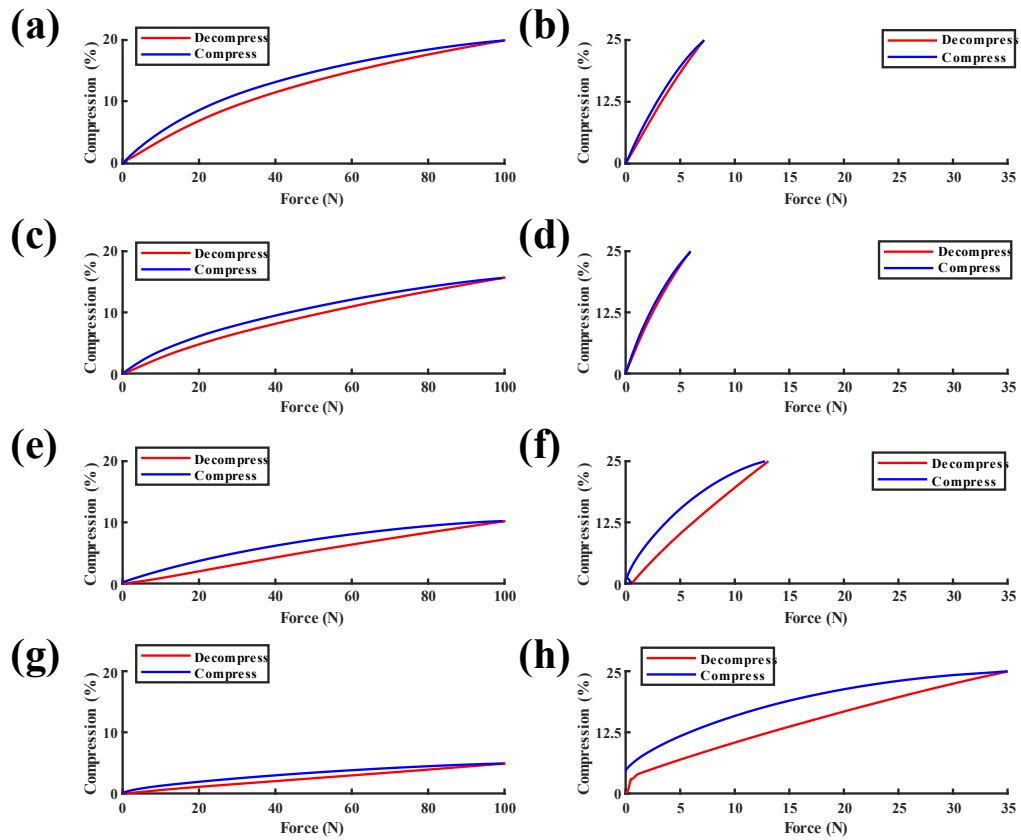 (a)
Decompress
Compress
Compression (%)
20
10
0
0 20 40 60 80 100
Force (N)
(b)
Decompress
Compress
Compression (%)
25
12.5
0
0 5 10 15 20 25 30 35
Force (N)
(c)
Decompress
Compress
Compression (%)
20
10
0
0 20 40 60 80 100
Force (N)
(d)
Decompress
Compress
Compression (%)
25
12.5
0
0 5 10 15 20 25 30 35
Force (N)
(e)
Decompress
Compress
Compression (%)
20
10
0
0 20 40 60 80 100
Force (N)
(f)
Decompress
Compress
Compression (%)
25
12.5
0
0 5 10 15 20 25 30 35
Force (N)
(g)
Decompress
Compress
Compression (%)
20
10
0
0 20 40 60 80 100
Force (N)
(h)
Decompress
Compress
Compression (%)
25
12.5
0
0 5 10 15 20 25 30 35
Force (N)